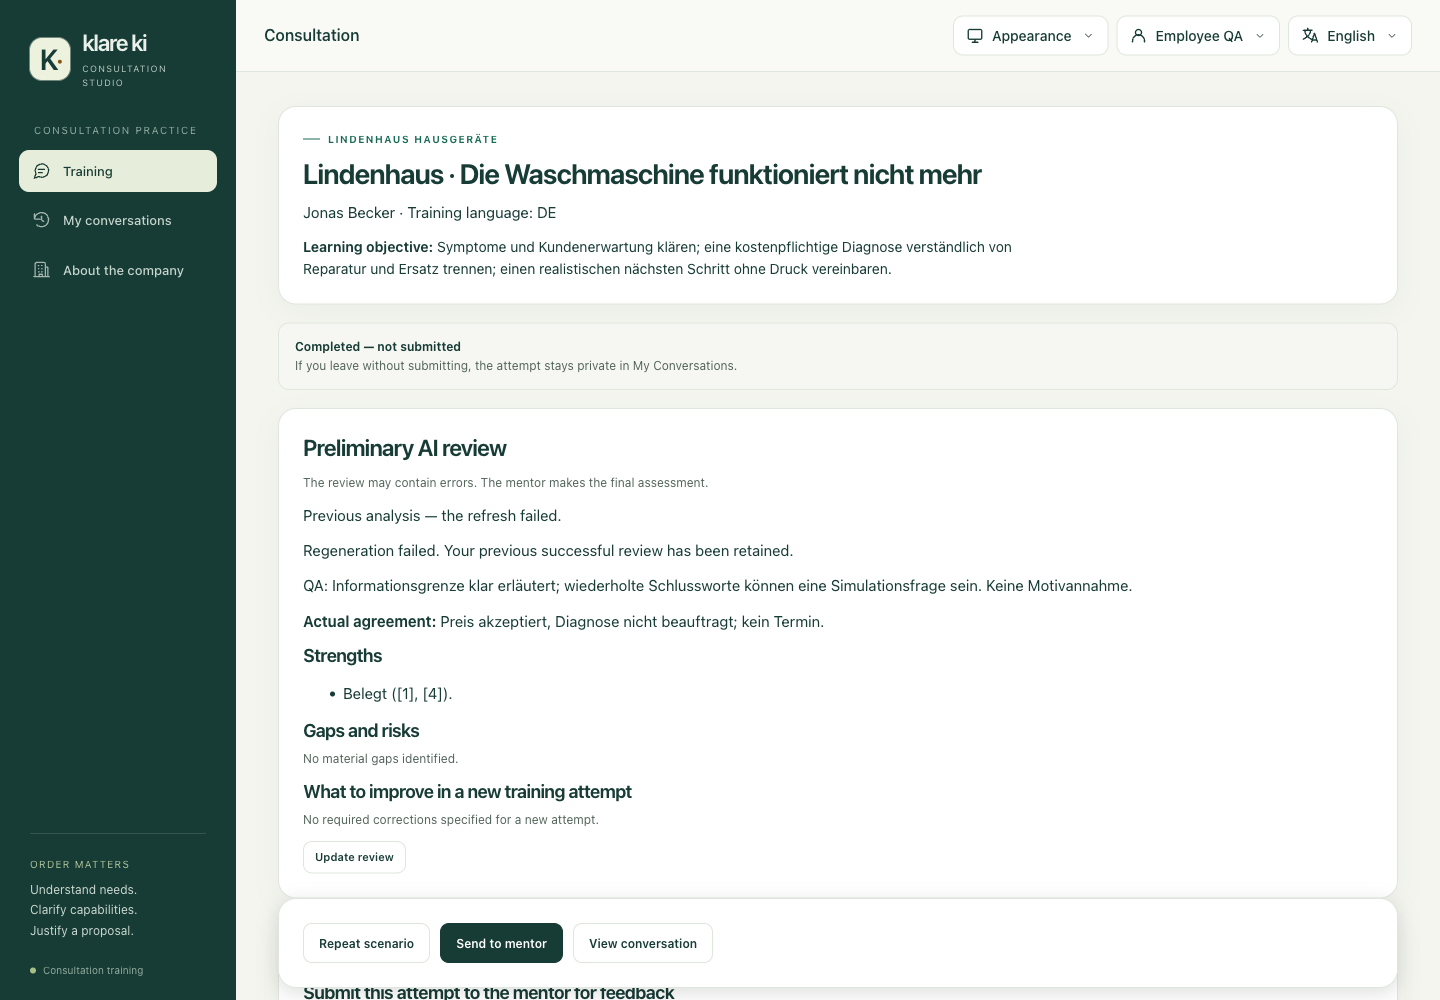 K
klare ki
CONSULTATION
STUDIO
CONSULTATION PRACTICE
Training
My conversations
About the company
ORDER MATTERS
Understand needs.
Clarify capabilities.
Justify a proposal.
Consultation training
Consultation
Appearance
Employee QA
English
LINDENHAUS HAUSGERÄTE
Lindenhaus · Die Waschmaschine funktioniert nicht mehr
Jonas Becker · Training language: DE
Learning objective: Symptome und Kundenerwartung klären; eine kostenpflichtige Diagnose verständlich von
Reparatur und Ersatz trennen; einen realistischen nächsten Schritt ohne Druck vereinbaren.
Completed — not submitted
If you leave without submitting, the attempt stays private in My Conversations.
Preliminary AI review
The review may contain errors. The mentor makes the final assessment.
Previous analysis — the refresh failed.
Regeneration failed. Your previous successful review has been retained.
QA: Informationsgrenze klar erläutert; wiederholte Schlussworte können eine Simulationsfrage sein. Keine Motivannahme.
Actual agreement: Preis akzeptiert, Diagnose nicht beauftragt; kein Termin.
Strengths
• Belegt ([1], [4]).
Gaps and risks
No material gaps identified.
What to improve in a new training attempt
No required corrections specified for a new attempt.
Update review
Repeat scenario
Send to mentor
View conversation
Submit this attempt to the mentor for feedback